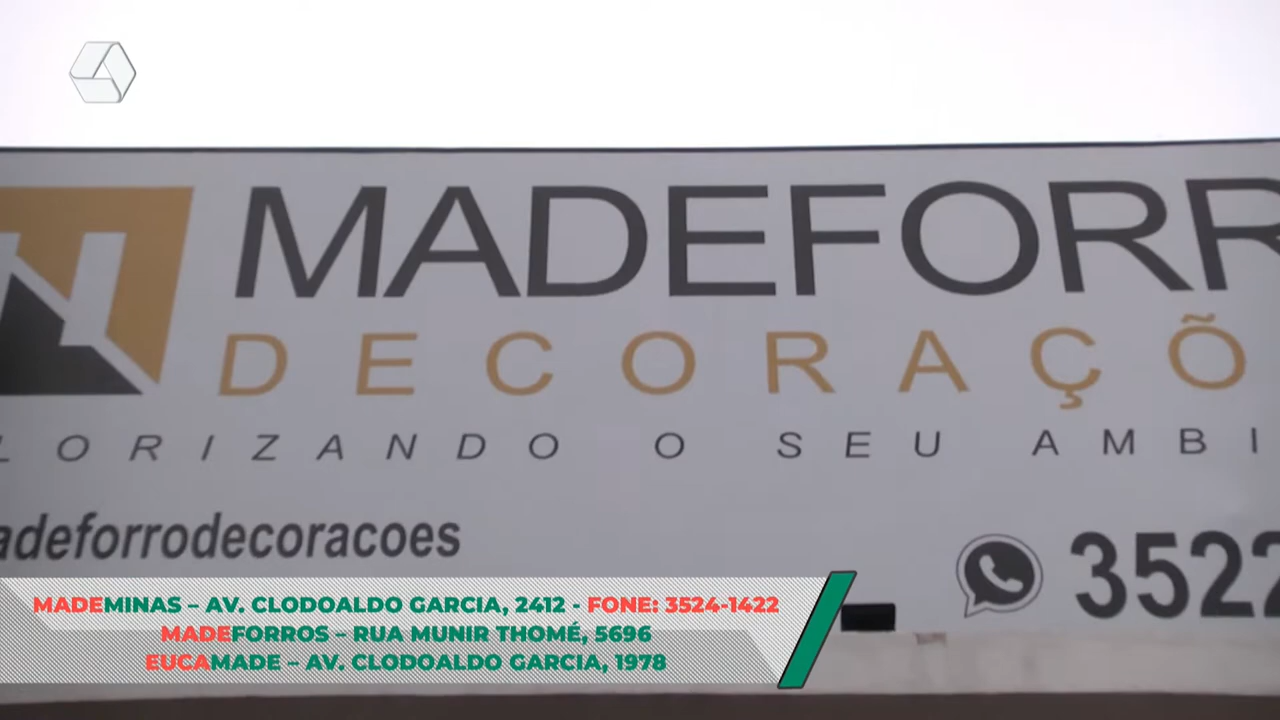 MADEFORR
DECORAÇÕ
LORIZANDO O SEU AMBI
adeforrodecoracoes
3522
MADEMINAS – AV. CLODOALDO GARCIA, 2412 - FONE: 3524-1422
MADEFORROS – RUA MUNIR THOMÉ, 5696
EUCAMADE – AV. CLODOALDO GARCIA, 1978